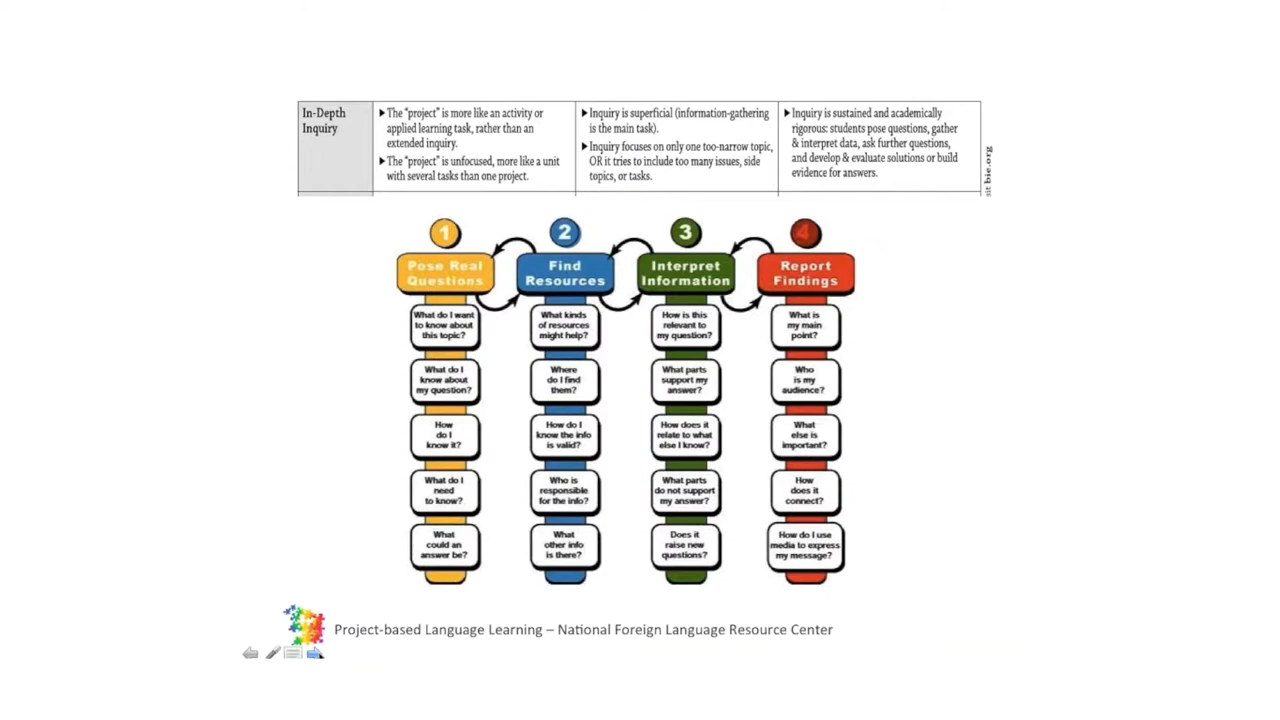 In-Depth
Inquiry
▶ The "project" is more like an activity or
applied learning task, rather than an
extended inquiry.
▶ The "project" is unfocused, more like a unit
with several tasks than one project.
▶ Inquiry is superficial (information-gathering
is the main task).
▶ Inquiry focuses on only one too-narrow topic,
OR it tries to include too many issues, side
topics, or tasks.
▶ Inquiry is sustained and academically
rigorous: students pose questions, gather
& interpret data, ask further questions,
and develop & evaluate solutions or build
evidence for answers.
bie.org
1
Pose Real
Questions
What do I want
to know about
this topic?
What do I
know about
my question?
How
do I
know it?
What do I
need
to know?
What
could an
answer be?
2
Find
Resources
What kinds
of resources
might help?
Where
do I find
them?
How do I
know the info
is valid?
Who is
responsible
for the info?
What
other info
is there?
3
Interpret
Information
How is this
relevant to
my question?
What parts
support my
answer?
How does it
relate to what
else I know?
What parts
do not support
my answer?
Does it
raise new
questions?
4
Report
Findings
What is
my main
point?
Who
is my
audience?
What
else is
important?
How
does it
connect?
How do I use
media to express
my message?
Project-based Language Learning – National Foreign Language Resource Center